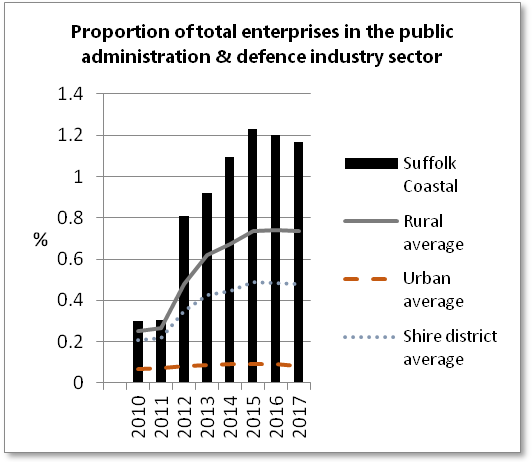 Proportion of total enterprises in the public
administration & defence industry sector
1.4
1.2
1
0.8
0.6
0.4
0.2
0
%
2010
2011
2012
2013
2014
2015
2016
2017
Suffolk
Coastal
Rural
average
Urban
average
Shire district
average